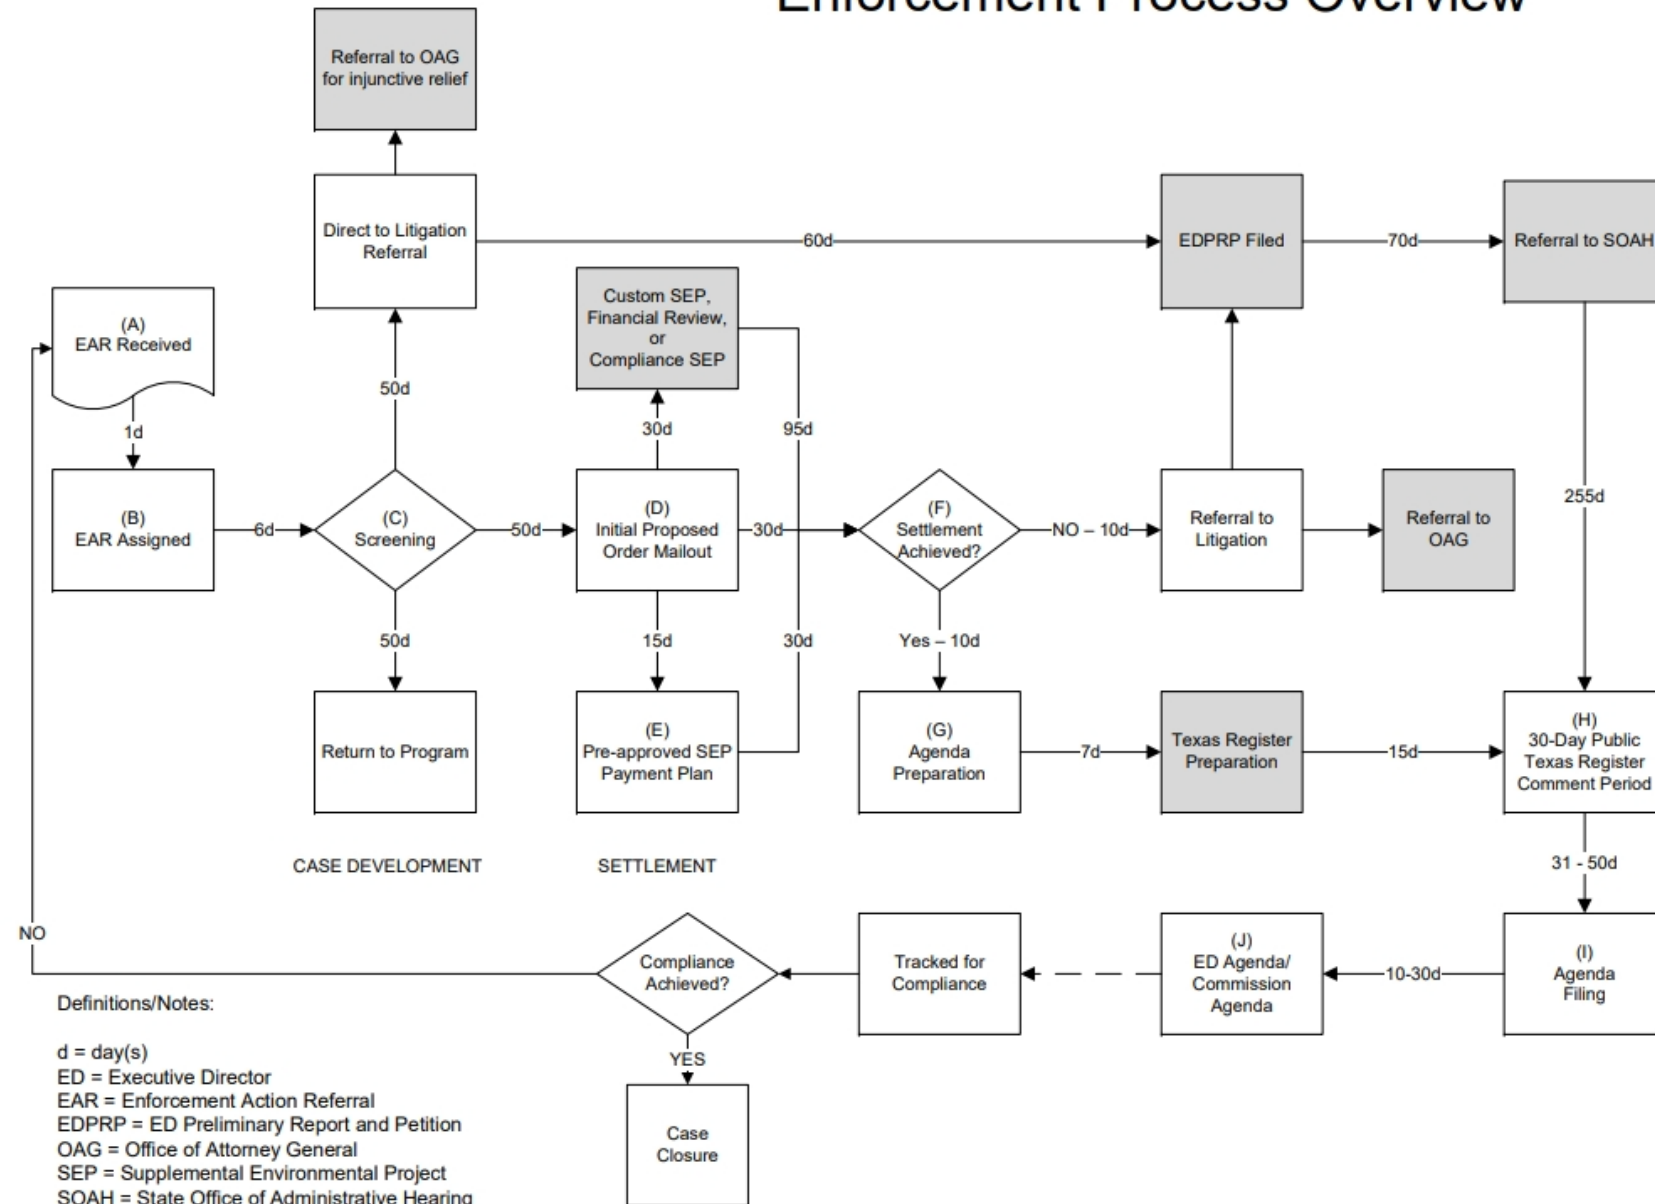 Enforcement Process Overview
Referral to OAG
for injunctive relief
Direct to Litigation
Referral
60d
EDPRP Filed
70d
Referral to SOAH
Custom SEP,
Financial Review,
or
Compliance SEP
(A)
EAR Received
50d
1d
30d
95d
(B)
EAR Assigned
6d
(C)
Screening
50d
(D)
Initial Proposed
Order Mailout
30d
(F)
Settlement
Achieved?
NO – 10d
Referral to
Litigation
Referral to
OAG
255d
50d
15d
30d
Yes – 10d
Return to Program
(E)
Pre-approved SEP
Payment Plan
(G)
Agenda
Preparation
7d
Texas Register
Preparation
15d
(H)
30-Day Public
Texas Register
Comment Period
CASE DEVELOPMENT
SETTLEMENT
31 - 50d
NO
Compliance
Achieved?
Tracked for
Compliance
(J)
ED Agenda/
Commission
Agenda
10-30d
(I)
Agenda
Filing
YES
Case
Closure
Definitions/Notes:
d = day(s)
ED = Executive Director
EAR = Enforcement Action Referral
EDPRP = ED Preliminary Report and Petition
OAG = Office of Attorney General
SEP = Supplemental Environmental Project
SOAH = State Office of Administrative Hearing